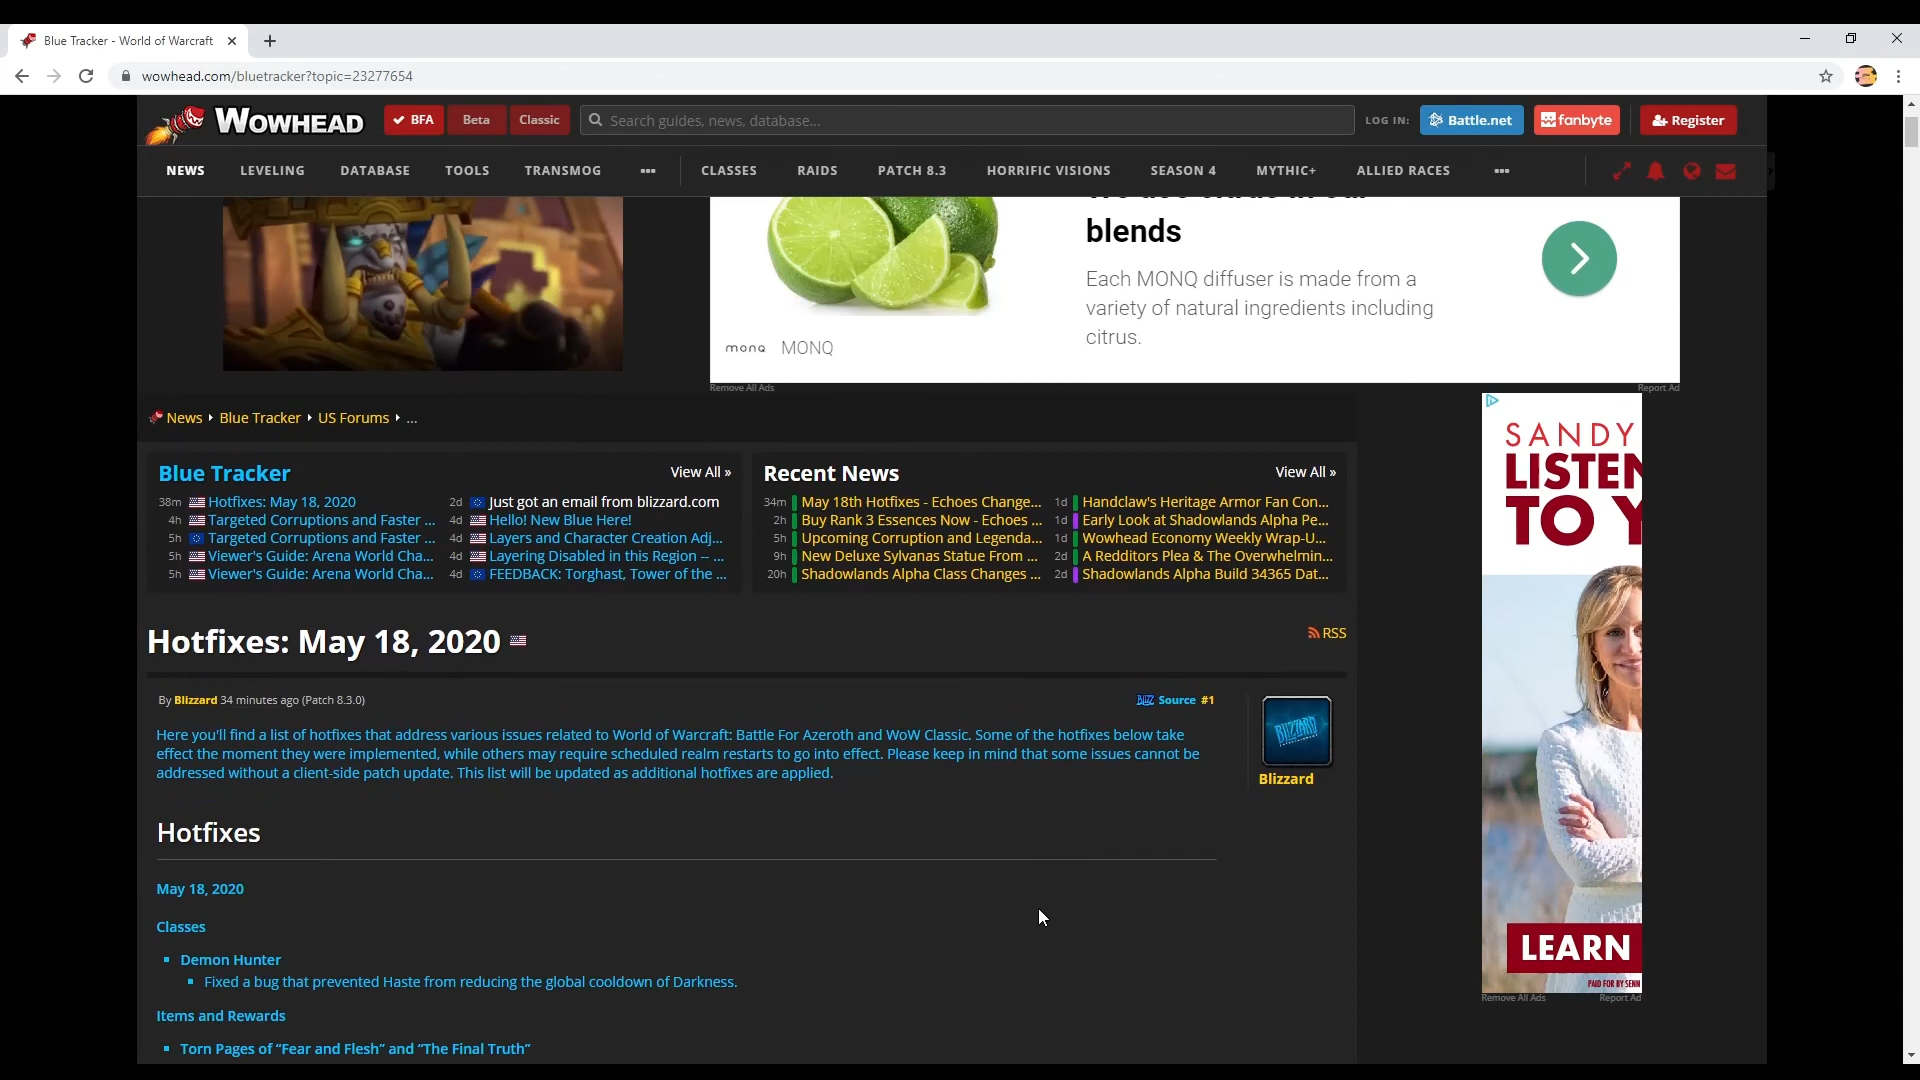 Blue Tracker - World of Warcraft
wowhead.com/bluetracker?topic=23277654
WOWHEAD
BFA
Beta
Classic
Search guides, news, database...
LOG IN:
Battle.net
fanbyte
Register
NEWS
LEVELING
DATABASE
TOOLS
TRANSMOG
CLASSES
RAIDS
PATCH 8.3
HORRIFIC VISIONS
SEASON 4
MYTHIC+
ALLIED RACES
blends
Each MONQ diffuser is made from a
variety of natural ingredients including
citrus.
monq MONQ
Remove All Ads
Report Ad
News
Blue Tracker
US Forums
...
Blue Tracker
View All »
38m Hotfixes: May 18, 2020
4h Targeted Corruptions and Faster ...
5h Targeted Corruptions and Faster ...
5h Viewer's Guide: Arena World Cha...
5h Viewer's Guide: Arena World Cha...
2d Just got an email from blizzard.com
4d Hello! New Blue Here!
4d Layers and Character Creation Adj...
4d Layering Disabled in this Region -- ...
4d FEEDBACK: Torghast, Tower of the ...
Recent News
View All »
34m May 18th Hotfixes - Echoes Change...
2h Buy Rank 3 Essences Now - Echoes ...
5h Upcoming Corruption and Legenda...
9h New Deluxe Sylvanas Statue From ...
20h Shadowlands Alpha Class Changes ...
1d Handclaw's Heritage Armor Fan Con...
1d Early Look at Shadowlands Alpha Pe...
1d Wowhead Economy Weekly Wrap-U...
2d A Redditors Plea & The Overwhelmin...
2d Shadowlands Alpha Build 34365 Dat...
Hotfixes: May 18, 2020
RSS
By Blizzard 34 minutes ago (Patch 8.3.0)
BLIZZ Source #1
Here you'll find a list of hotfixes that address various issues related to World of Warcraft: Battle For Azeroth and WoW Classic. Some of the hotfixes below take
effect the moment they were implemented, while others may require scheduled realm restarts to go into effect. Please keep in mind that some issues cannot be
addressed without a client-side patch update. This list will be updated as additional hotfixes are applied.
BLIZZARD
Blizzard
Hotfixes
May 18, 2020
Classes
Demon Hunter
Fixed a bug that prevented Haste from reducing the global cooldown of Darkness.
Items and Rewards
Torn Pages of “Fear and Flesh” and “The Final Truth”
SANDY
LISTEN
TO Y
LEARN
PAID FOR BY SENN
Remove All Ads
Report Ad